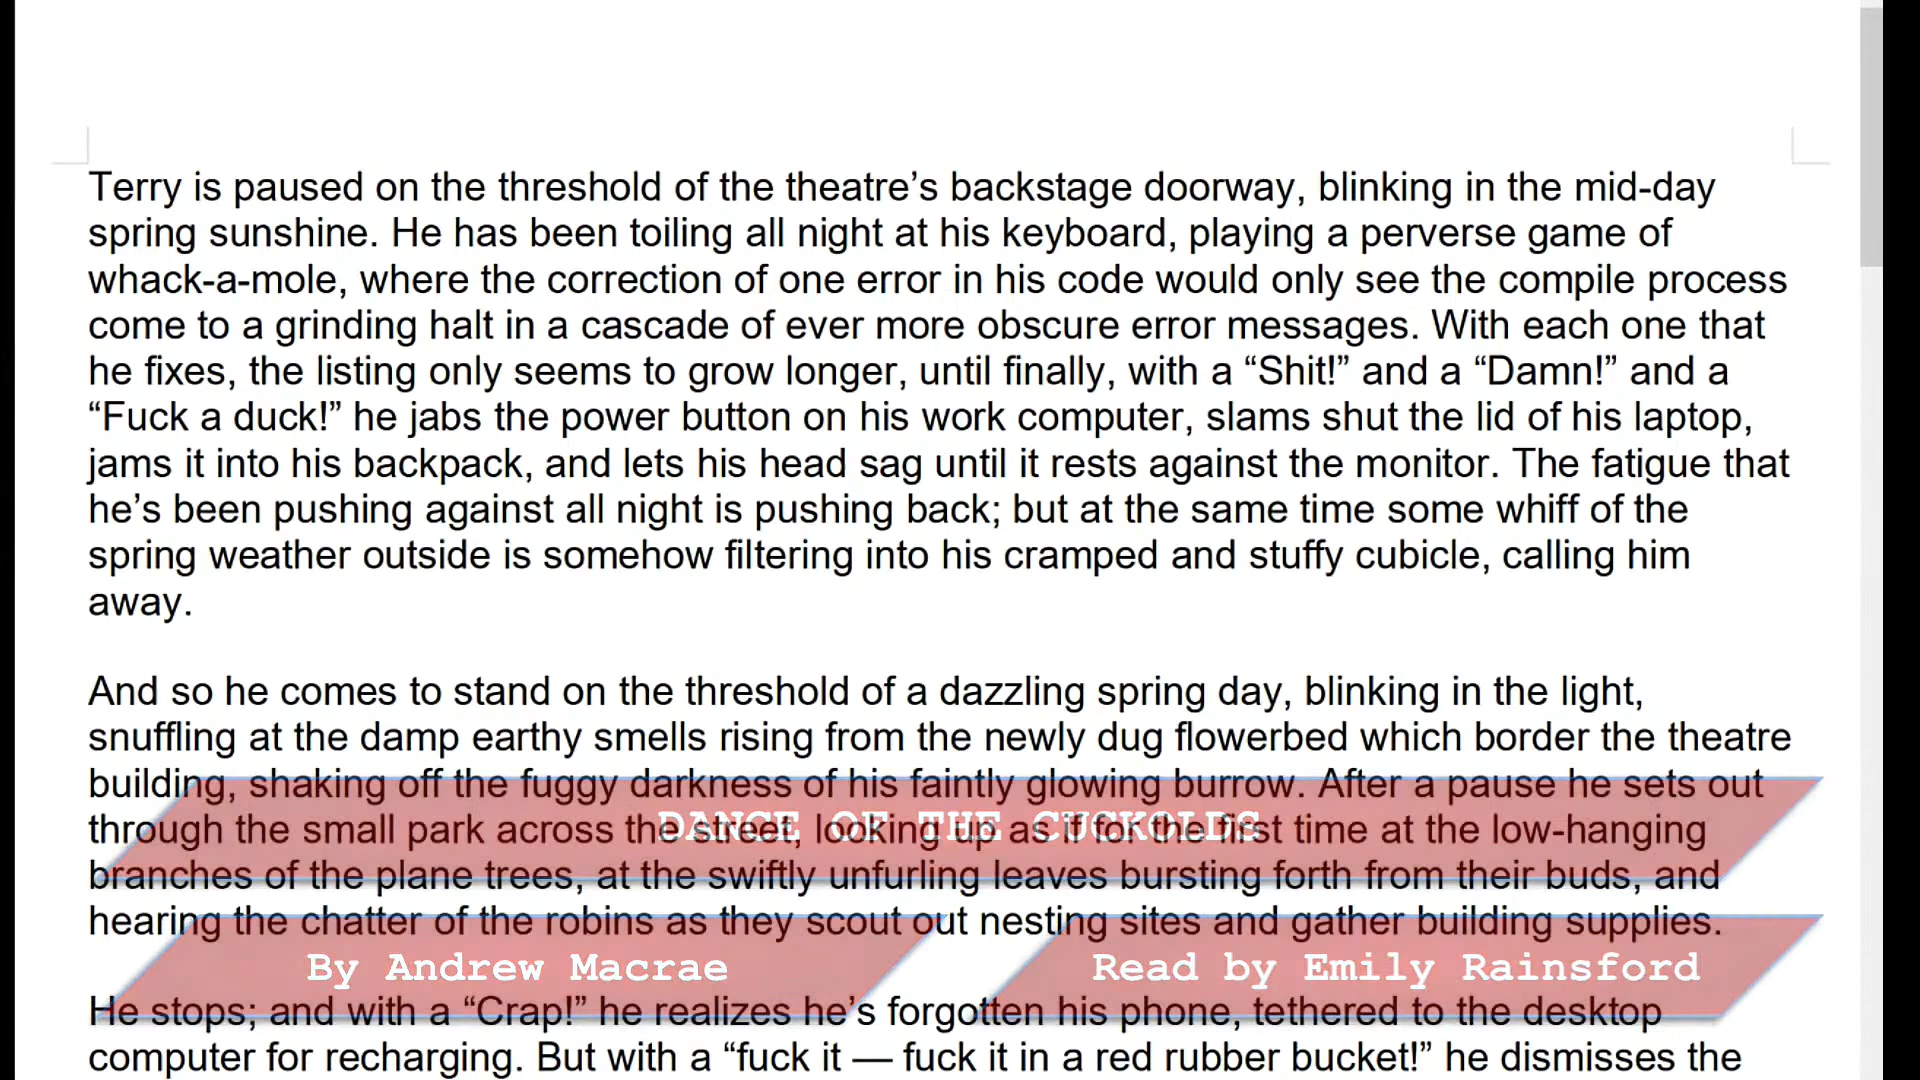 Terry is paused on the threshold of the theatre’s backstage doorway, blinking in the mid-day
spring sunshine. He has been toiling all night at his keyboard, playing a perverse game of
whack-a-mole, where the correction of one error in his code would only see the compile process
come to a grinding halt in a cascade of ever more obscure error messages. With each one that
he fixes, the listing only seems to grow longer, until finally, with a “Shit!” and a “Damn!” and a
“Fuck a duck!” he jabs the power button on his work computer, slams shut the lid of his laptop,
jams it into his backpack, and lets his head sag until it rests against the monitor. The fatigue that
he’s been pushing against all night is pushing back; but at the same time some whiff of the
spring weather outside is somehow filtering into his cramped and stuffy cubicle, calling him
away.
And so he comes to stand on the threshold of a dazzling spring day, blinking in the light,
snuffling at the damp earthy smells rising from the newly dug flowerbed which border the theatre
building, shaking off the fuggy darkness of his faintly glowing burrow. After a pause he sets out
through the small park across the street, looking up as if for the first time at the low-hanging
DANCE OF THE CUCKOLDS
branches of the plane trees, at the swiftly unfurling leaves bursting forth from their buds, and
hearing the chatter of the robins as they scout out nesting sites and gather building supplies.
By Andrew Macrae
Read by Emily Rainsford
He stops; and with a “Crap!” he realizes he’s forgotten his phone, tethered to the desktop
computer for recharging. But with a “fuck it — fuck it in a red rubber bucket!” he dismisses the